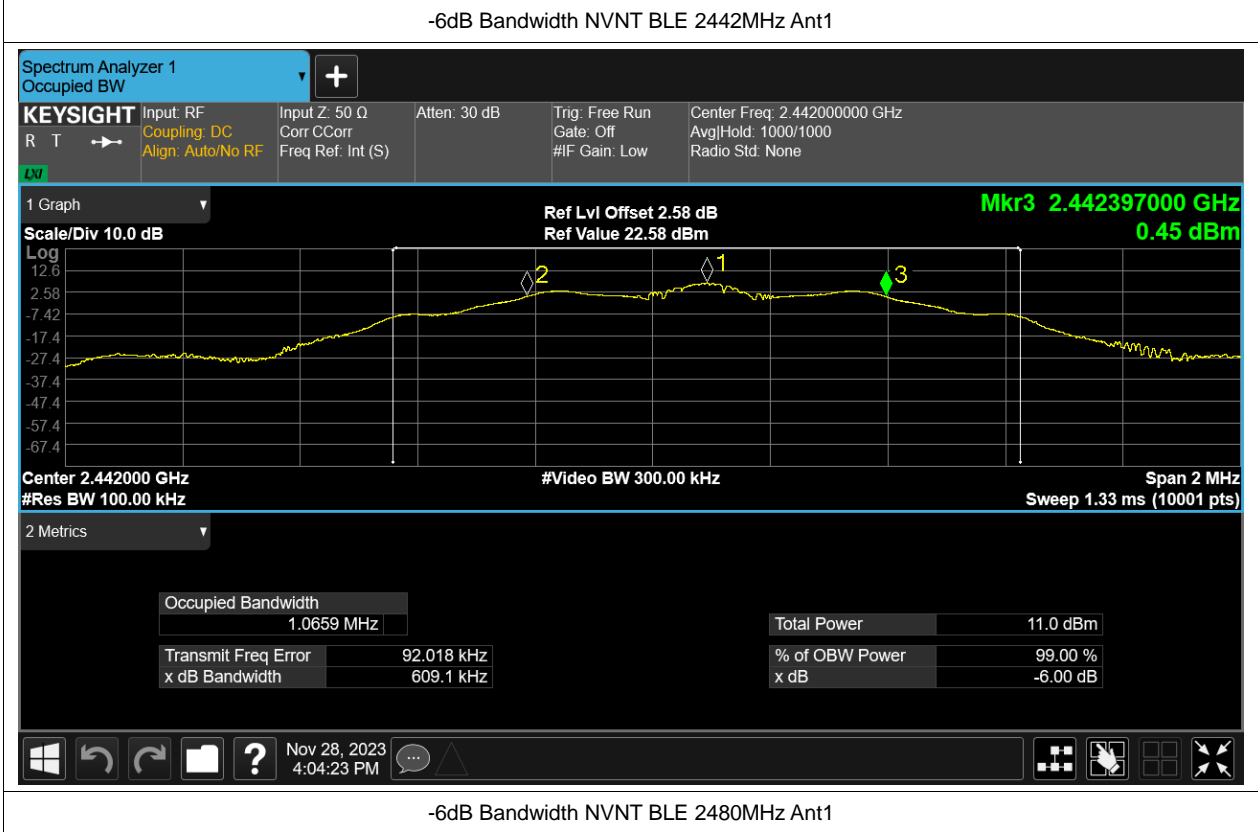 -6dB Bandwidth NVNT BLE 2442MHz Ant1
Spectrum Analyzer 1
Occupied BW
KEYSIGHT
R T
LXI
Input: RF
Coupling: DC
Align: Auto/No RF
Input Z: 50 Ω
Corr CCorr
Freq Ref: Int (S)
Atten: 30 dB
Trig: Free Run
Gate: Off
#IF Gain: Low
Center Freq: 2.442000000 GHz
Avg|Hold: 1000/1000
Radio Std: None
1 Graph
Scale/Div 10.0 dB
Ref Lvl Offset 2.58 dB
Ref Value 22.58 dBm
Mkr3 2.442397000 GHz
0.45 dBm
Log
12.6
2.58
-7.42
-17.4
-27.4
-37.4
-47.4
-57.4
-67.4
2
1
3
Center 2.442000 GHz
#Res BW 100.00 kHz
#Video BW 300.00 kHz
Span 2 MHz
Sweep 1.33 ms (10001 pts)
2 Metrics
Occupied Bandwidth
1.0659 MHz
Transmit Freq Error 92.018 kHz
x dB Bandwidth 609.1 kHz
Total Power 11.0 dBm
% of OBW Power 99.00 %
x dB -6.00 dB
Nov 28, 2023
4:04:23 PM
-6dB Bandwidth NVNT BLE 2480MHz Ant1